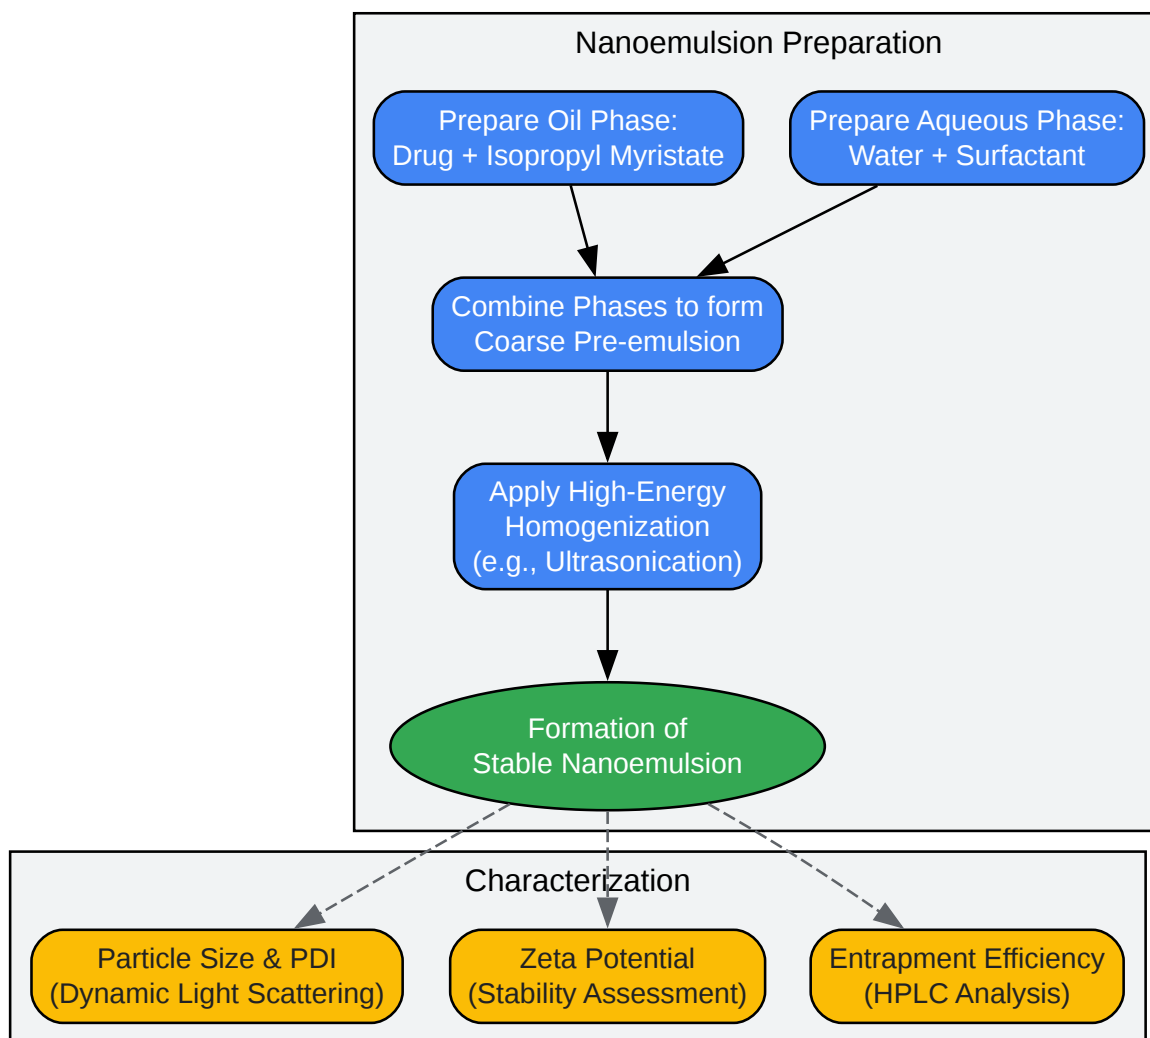 Nanoemulsion Preparation
Prepare Oil Phase:
Drug + Isopropyl Myristate
Prepare Aqueous Phase:
Water + Surfactant
Combine Phases to form
Coarse Pre-emulsion
Apply High-Energy
Homogenization
(e.g., Ultrasonication)
Formation of
Stable Nanoemulsion
Characterization
Particle Size & PDI
(Dynamic Light Scattering)
Zeta Potential
(Stability Assessment)
Entrapment Efficiency
(HPLC Analysis)